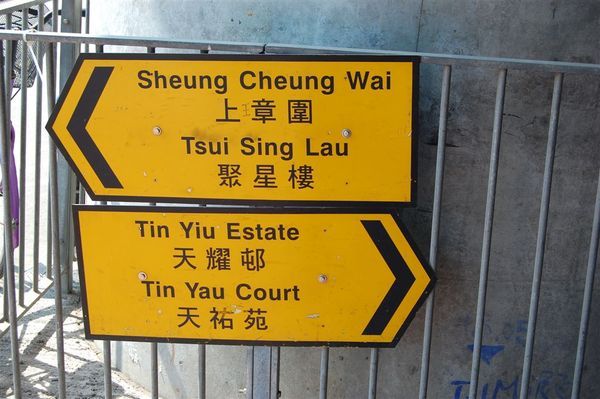 Sheung Cheung Wai
上章圍
Tsui Sing Lau
聚星樓
Tin Yiu Estate
天耀邨
Tin Yau Court
天祐苑